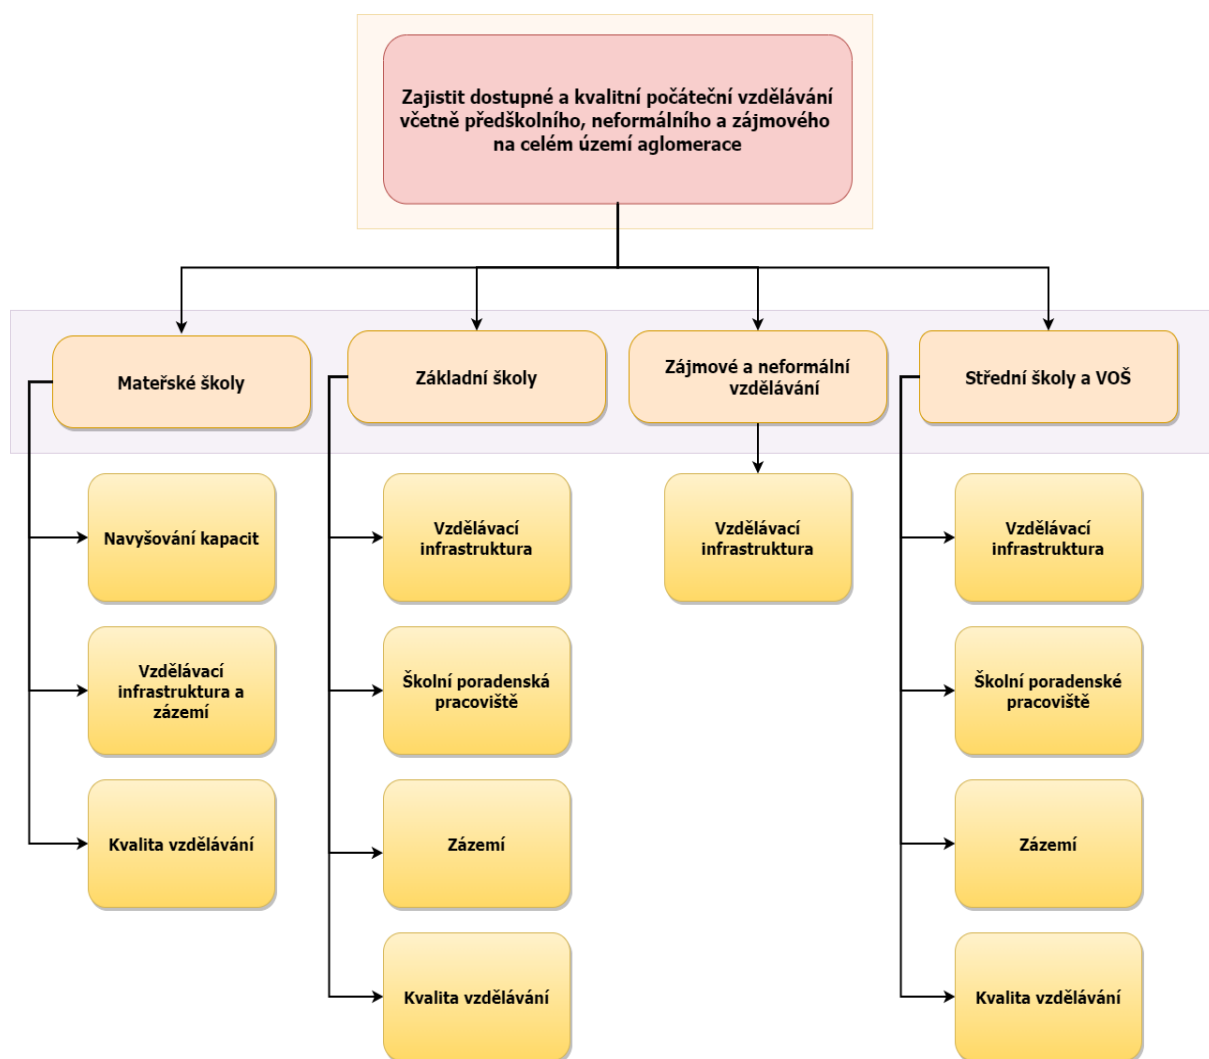 Zajistit dostupné a kvalitní počáteční vzdělávání
včetně předškolního, neformálního a zájmového
na celém území aglomerace
Mateřské školy
Základní školy
Zájmové a neformální
vzdělávání
Střední školy a VOŠ
Navyšování kapacit
Vzdělávací
infrastruktura a
zázemí
Kvalita vzdělávání
Vzdělávací
infrastruktura
Školní poradenská
pracoviště
Zázemí
Kvalita vzdělávání
Vzdělávací
infrastruktura
Vzdělávací
infrastruktura
Školní poradenské
pracoviště
Zázemí
Kvalita vzdělávání